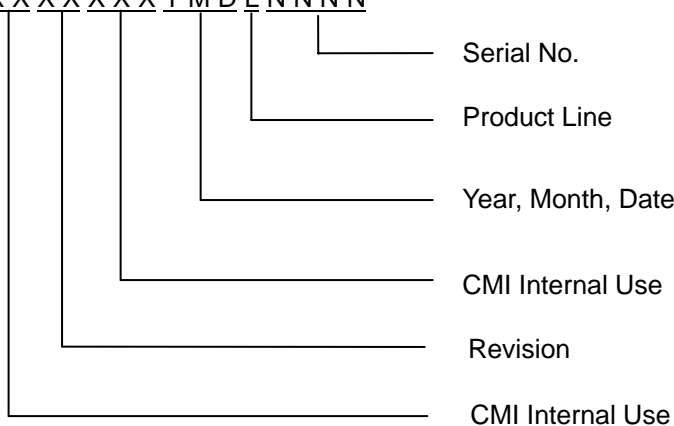 X X X X X X X Y M D L N N N N
Serial No.
Product Line
Year, Month, Date
CMI Internal Use
Revision
CMI Internal Use